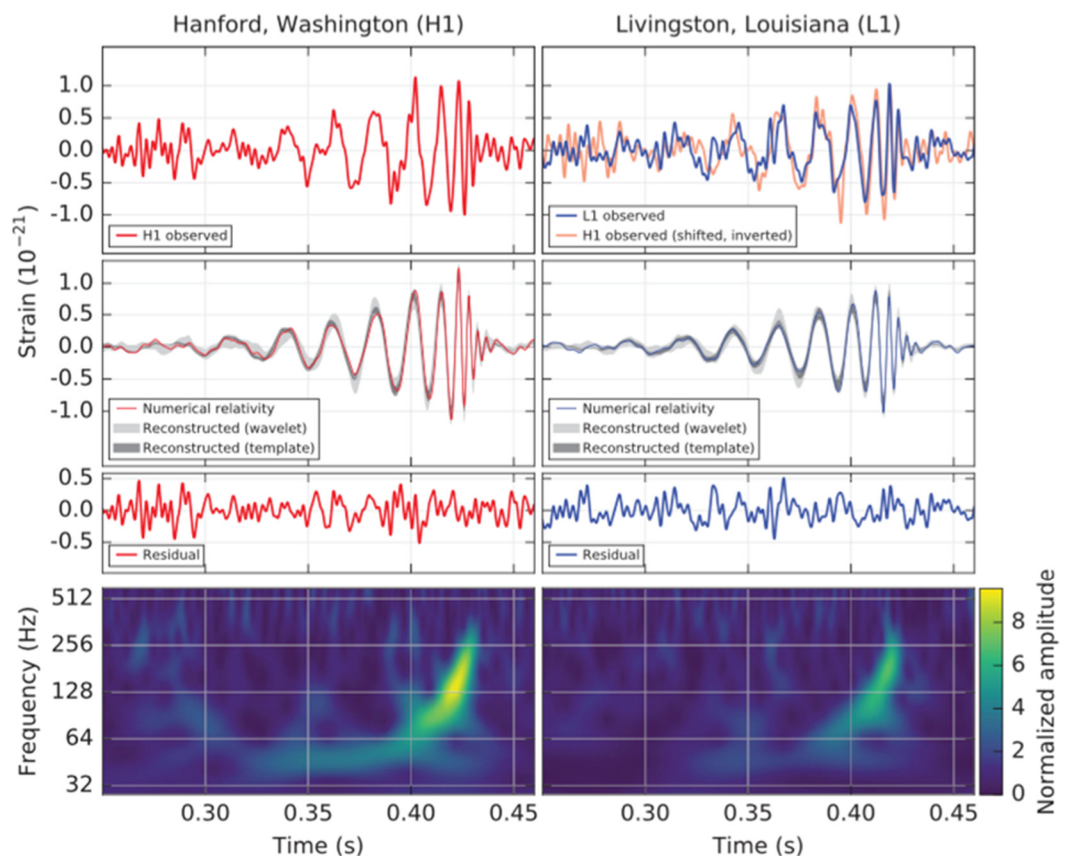 Hanford, Washington (H1)
Livingston, Louisiana (L1)
Strain (10⁻²¹)
1.0
0.5
0.0
-0.5
-1.0
H1 observed
L1 observed
H1 observed (shifted, inverted)
1.0
0.5
0.0
-0.5
-1.0
Numerical relativity
Reconstructed (wavelet)
Reconstructed (template)
Numerical relativity
Reconstructed (wavelet)
Reconstructed (template)
0.5
0.0
-0.5
Residual
Residual
Frequency (Hz)
512
256
128
64
32
0.30
0.35
0.40
0.45
Time (s)
0.30
0.35
0.40
0.45
Time (s)
8
6
4
2
0
Normalized amplitude